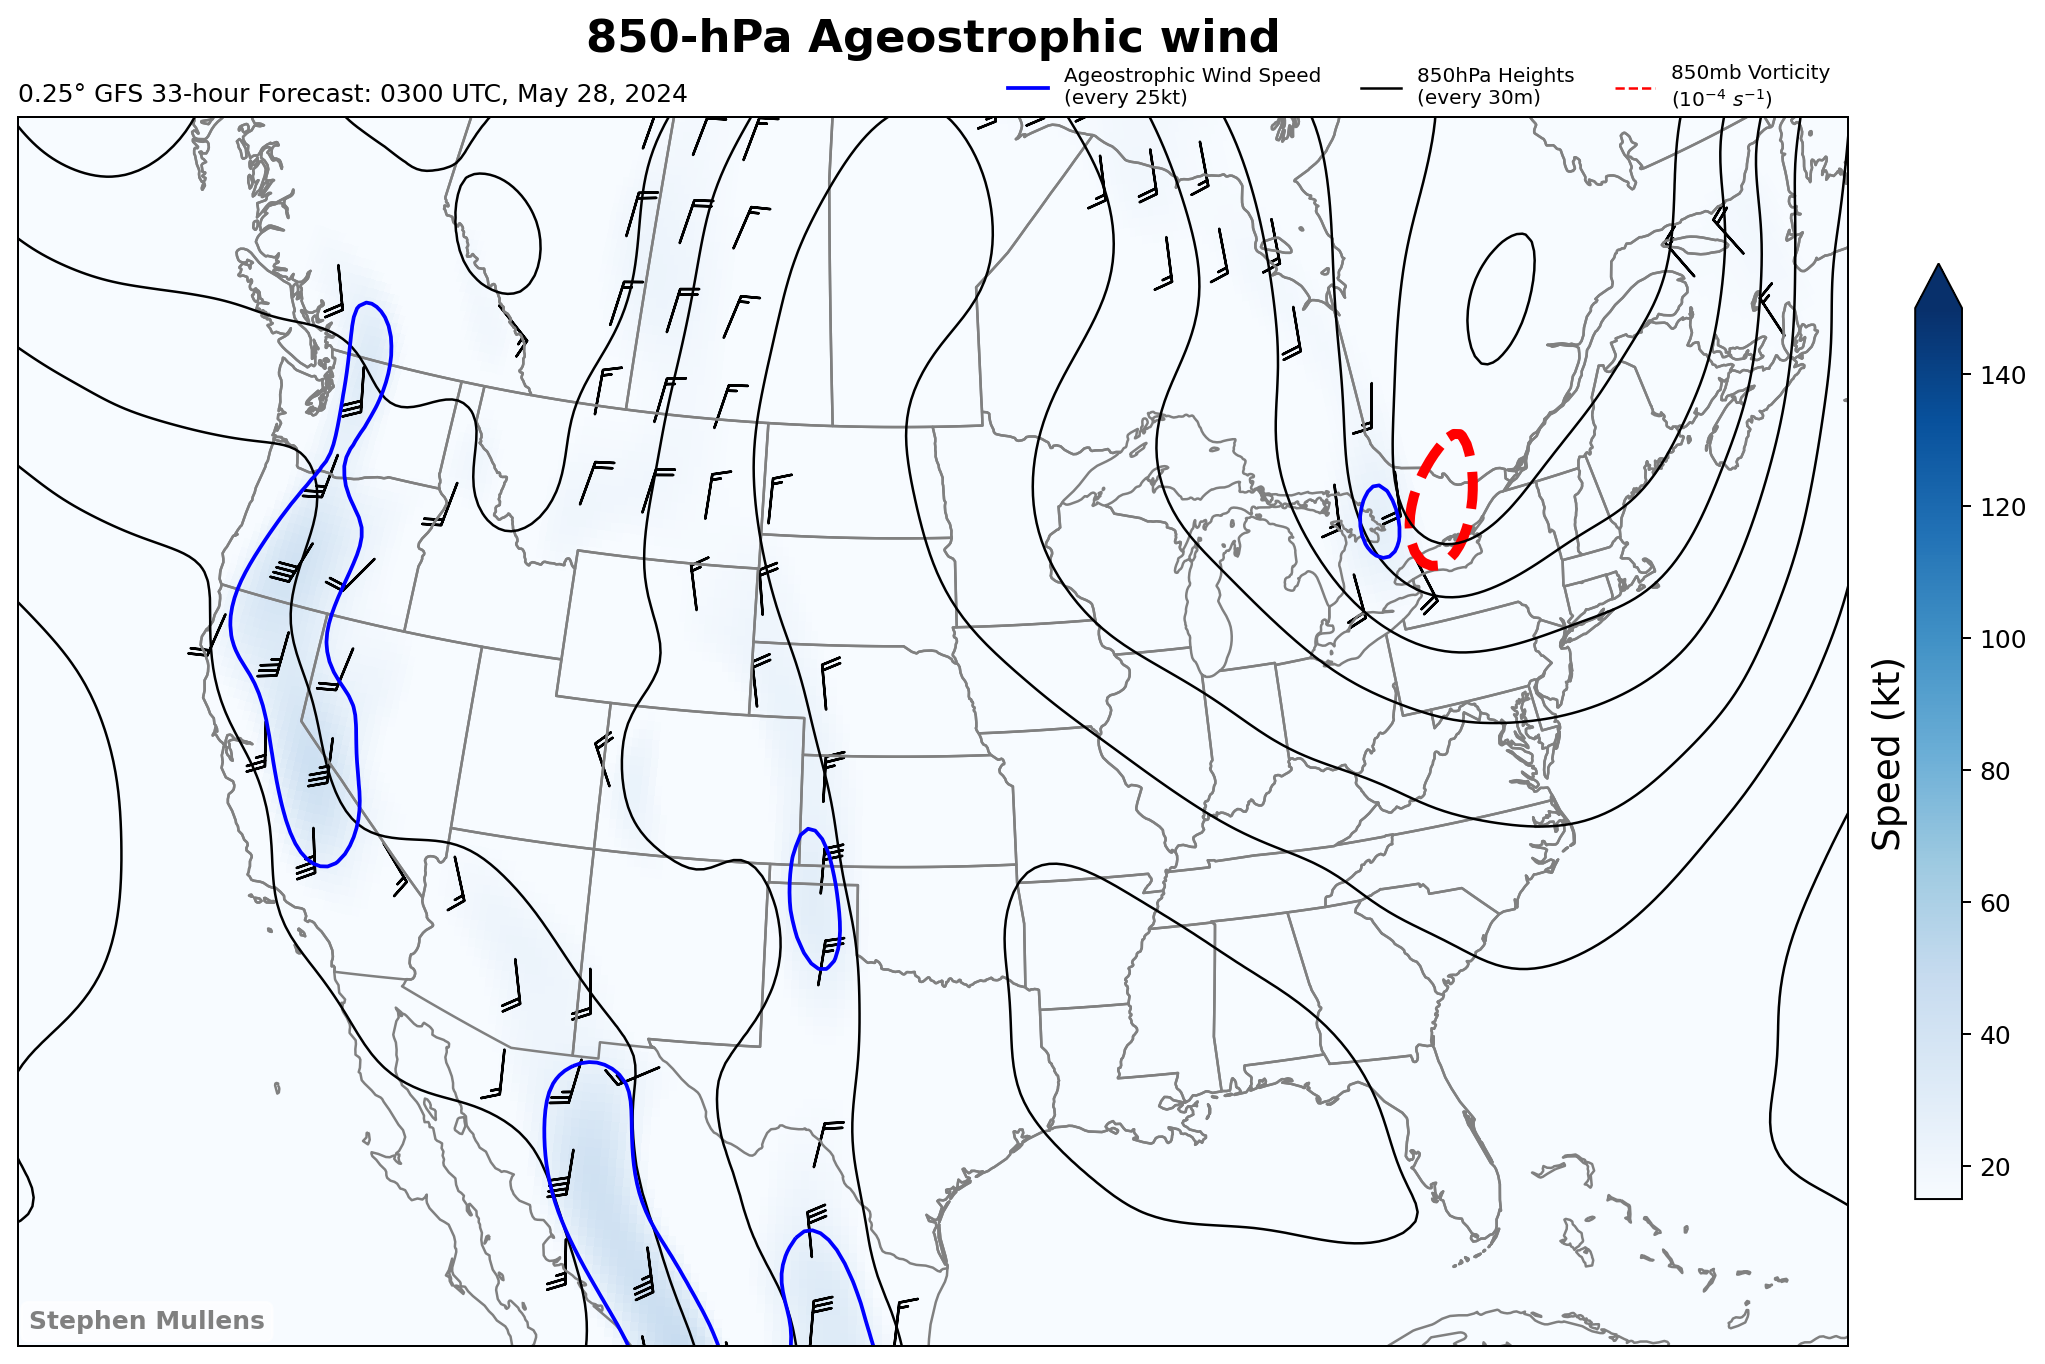 850-hPa Ageostrophic wind
0.25° GFS 33-hour Forecast: 0300 UTC, May 28, 2024
Ageostrophic Wind Speed
(every 25kt)
850hPa Heights
(every 30m)
850mb Vorticity
(10⁻⁴ s⁻¹)
140
120
100
80
60
40
20
Speed (kt)
Stephen Mullens